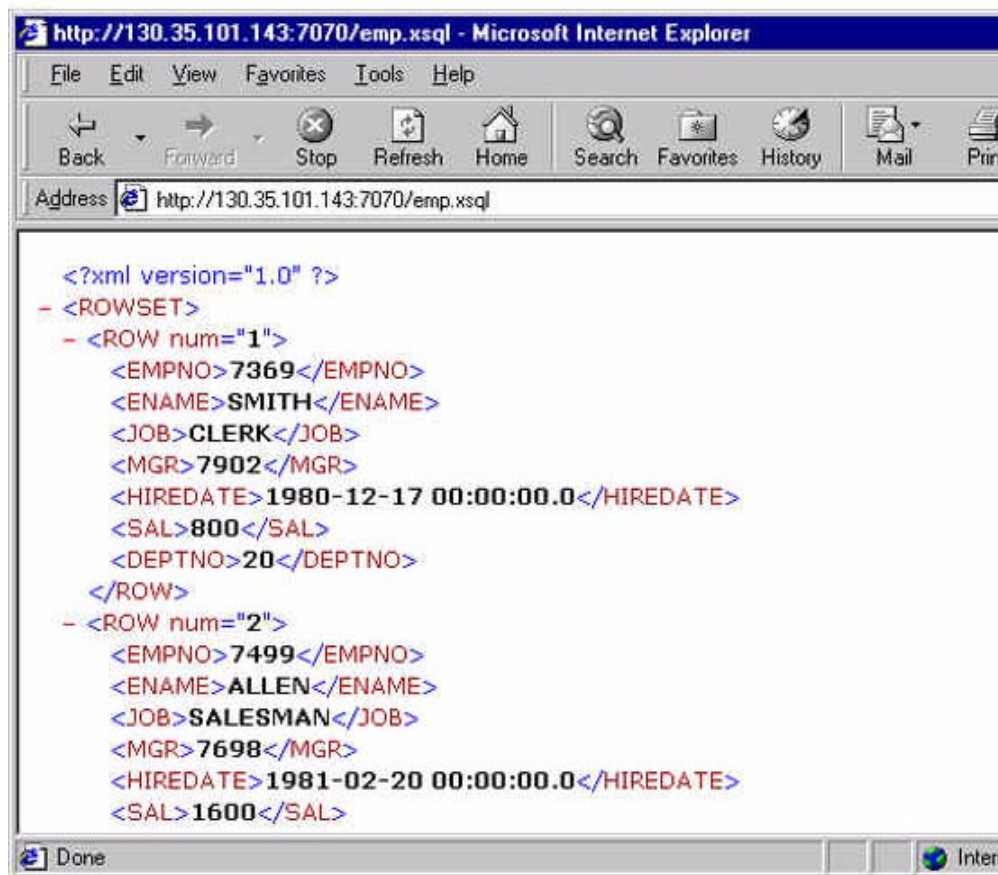 http://130.35.101.143:7070/emp.xsql - Microsoft Internet Explorer
File Edit View Favorites Tools Help
Back Forward Stop Refresh Home Search Favorites History Mail Prin
Address http://130.35.101.143:7070/emp.xsql
<?xml version="1.0" ?>
- <ROWSET>
- <ROW num="1">
<EMPNO>7369</EMPNO>
<ENAME>SMITH</ENAME>
<JOB>CLERK</JOB>
<MGR>7902</MGR>
<HIREDATE>1980-12-17 00:00:00.0</HIREDATE>
<SAL>800</SAL>
<DEPTNO>20</DEPTNO>
</ROW>
- <ROW num="2">
<EMPNO>7499</EMPNO>
<ENAME>ALLEN</ENAME>
<JOB>SALESMAN</JOB>
<MGR>7698</MGR>
<HIREDATE>1981-02-20 00:00:00.0</HIREDATE>
<SAL>1600</SAL>
Done Inter